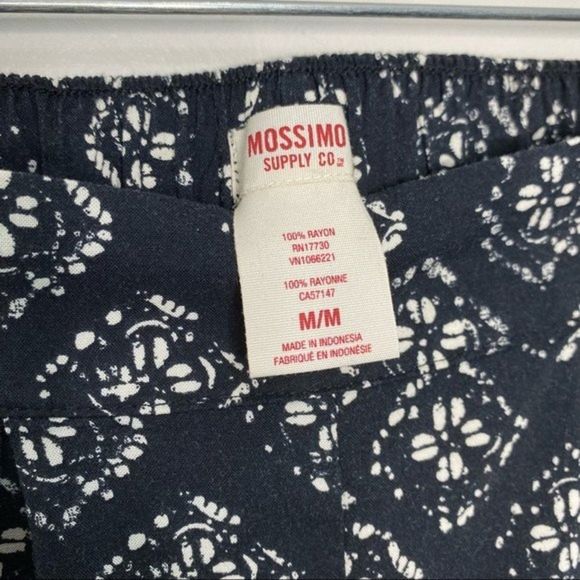 MOSSIMO
SUPPLY CO.
100% RAYON
RN17730
VN1066221
100% RAYONNE
CA57147
M/M
MADE IN INDONESIA
FABRIQUÉ EN INDONÉSIE